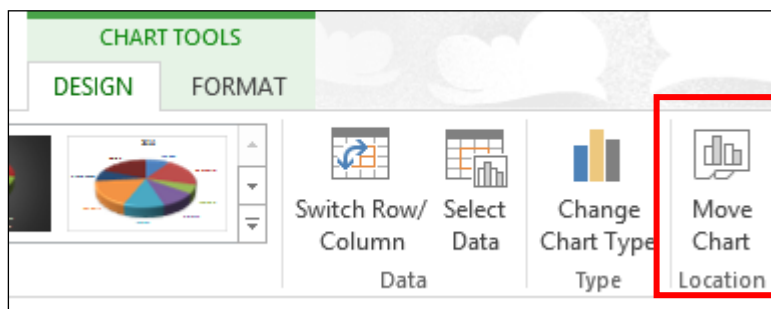 CHART TOOLS
DESIGN FORMAT
Switch Row/ Column
Select Data
Change Chart Type
Move Chart
Data
Type
Location